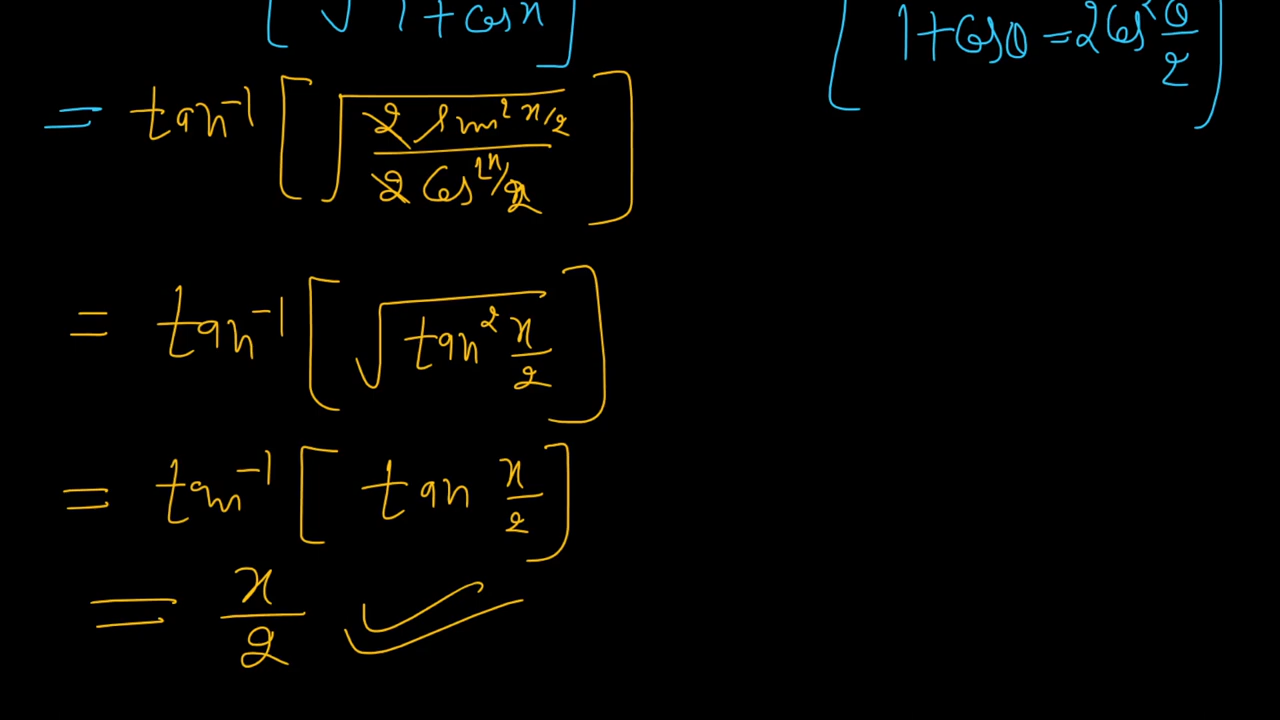 [√ 1+cosx]
[1+cosθ = 2cos² θ/2]
= tan⁻¹ [√(2 sin² x/2 / 2 cos² x/2)]
= tan⁻¹ [√(tan² x/2)]
= tan⁻¹ [tan x/2]
= x/2